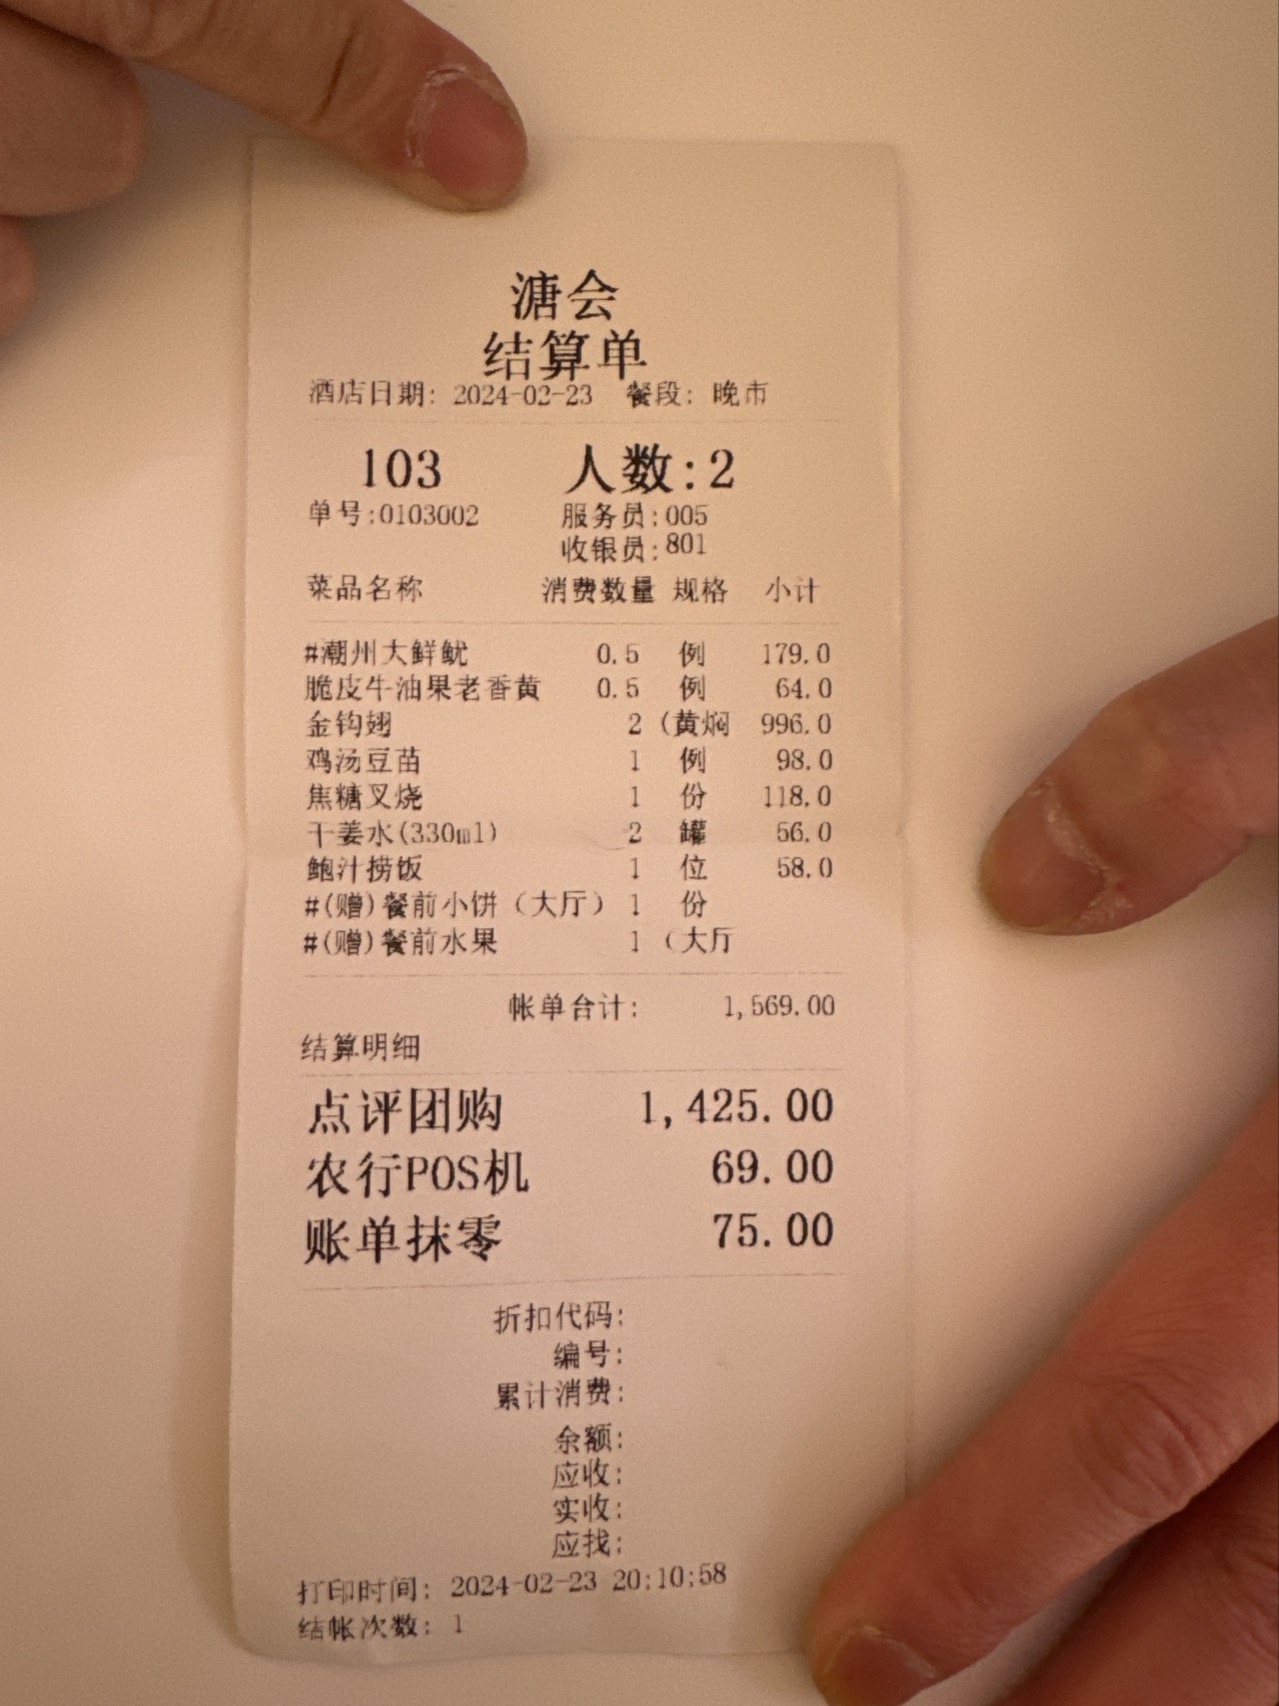 溏会
结算单
酒店日期: 2024-02-23 餐段: 晚市
103 人数:2
单号:0103002 服务员:005
收银员:801
菜品名称 消费数量 规格 小计
#潮州大鲜鱿 0.5 例 179.0
脆皮牛油果老香黄 0.5 例 64.0
金钩翅 2 (黄焖 996.0
鸡汤豆苗 1 例 98.0
焦糖叉烧 1 份 118.0
干姜水(330ml) 2 罐 56.0
鲍汁捞饭 1 位 58.0
#(赠)餐前小饼（大厅） 1 份
#(赠)餐前水果 1 （大厅
帐单合计: 1,569.00
结算明细
点评团购 1,425.00
农行POS机 69.00
账单抹零 75.00
折扣代码:
编号:
累计消费:
余额:
应收:
实收:
应找:
打印时间: 2024-02-23 20:10:58
结帐次数: 1